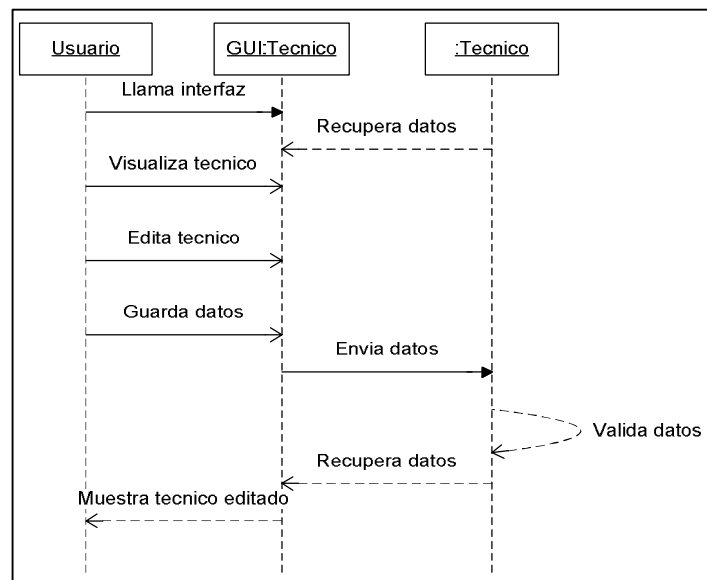 Usuario
GUI:Tecnico
:Tecnico
Llama interfaz
Recupera datos
Visualiza tecnico
Edita tecnico
Guarda datos
Envia datos
Valida datos
Recupera datos
Muestra tecnico editado